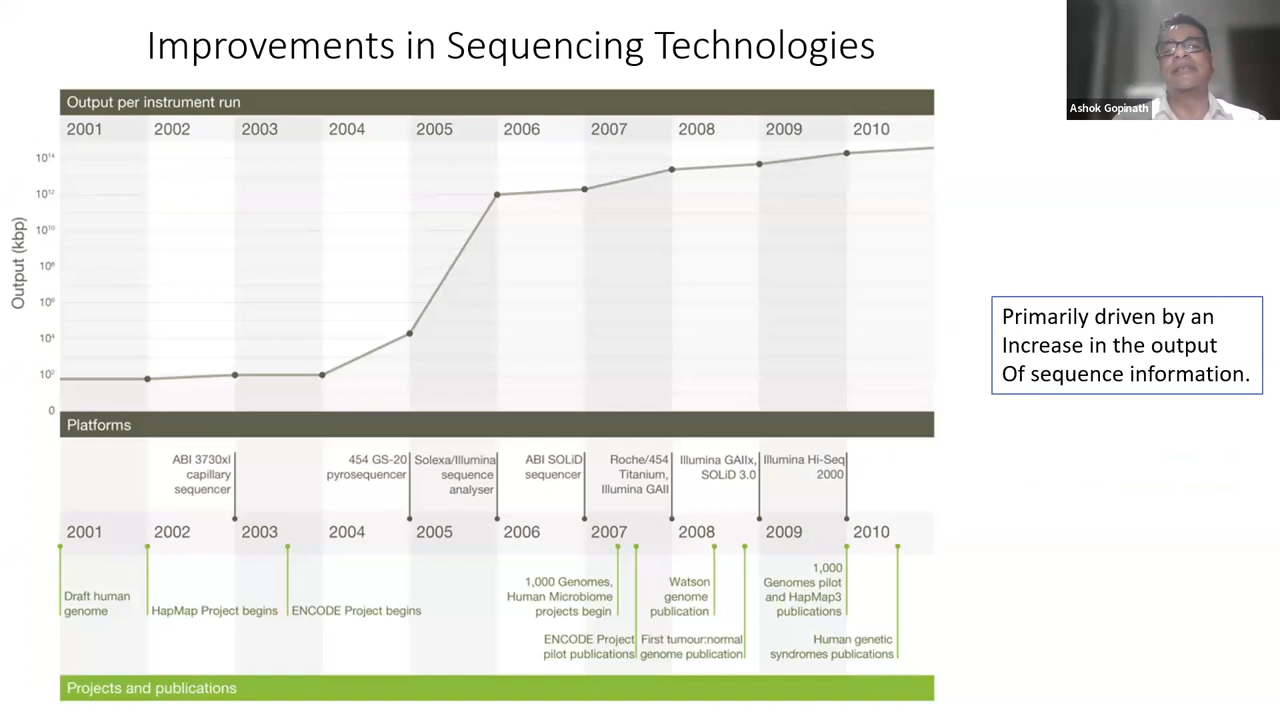 Improvements in Sequencing Technologies
Ashok Gopinath
Output per instrument run
2001 2002 2003 2004 2005 2006 2007 2008 2009 2010
Output (kbp)
10¹⁴
10¹²
10¹⁰
10⁸
10⁶
10⁴
10²
0
Primarily driven by an
Increase in the output
Of sequence information.
Platforms
ABI 3730xl
capillary
sequencer
454 GS-20
pyrosequencer
Solexa/Illumina
sequence
analyser
ABI SOLiD
sequencer
Roche/454
Titanium,
Illumina GAII
Illumina GAIIx,
SOLiD 3.0
Illumina Hi-Seq
2000
2001 2002 2003 2004 2005 2006 2007 2008 2009 2010
Draft human
genome
HapMap Project begins
ENCODE Project begins
1,000 Genomes,
Human Microbiome
projects begin
ENCODE Project
pilot publications
Watson
genome
publication
First tumour:normal
genome publication
1,000
Genomes pilot
and HapMap3
publications
Human genetic
syndromes publications
Projects and publications